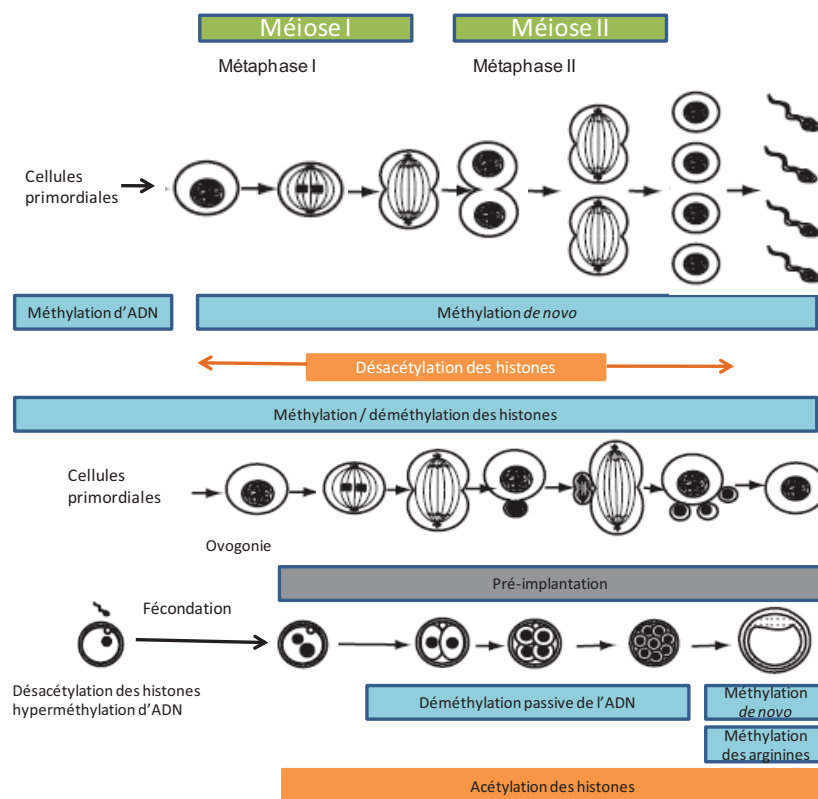 Méiose I
Méiose II
Métaphase I
Métaphase II
Cellules
primordiales
Méthylation d'ADN
Méthylation de novo
Désacétylation des histones
Méthylation / déméthylation des histones
Cellules
primordiales
Ovogonie
Pré-implantation
Fécondation
Désacétylation des histones
hyperméthylation d'ADN
Déméthylation passive de l'ADN
Méthylation
de novo
Méthylation
des arginines
Acétylation des histones